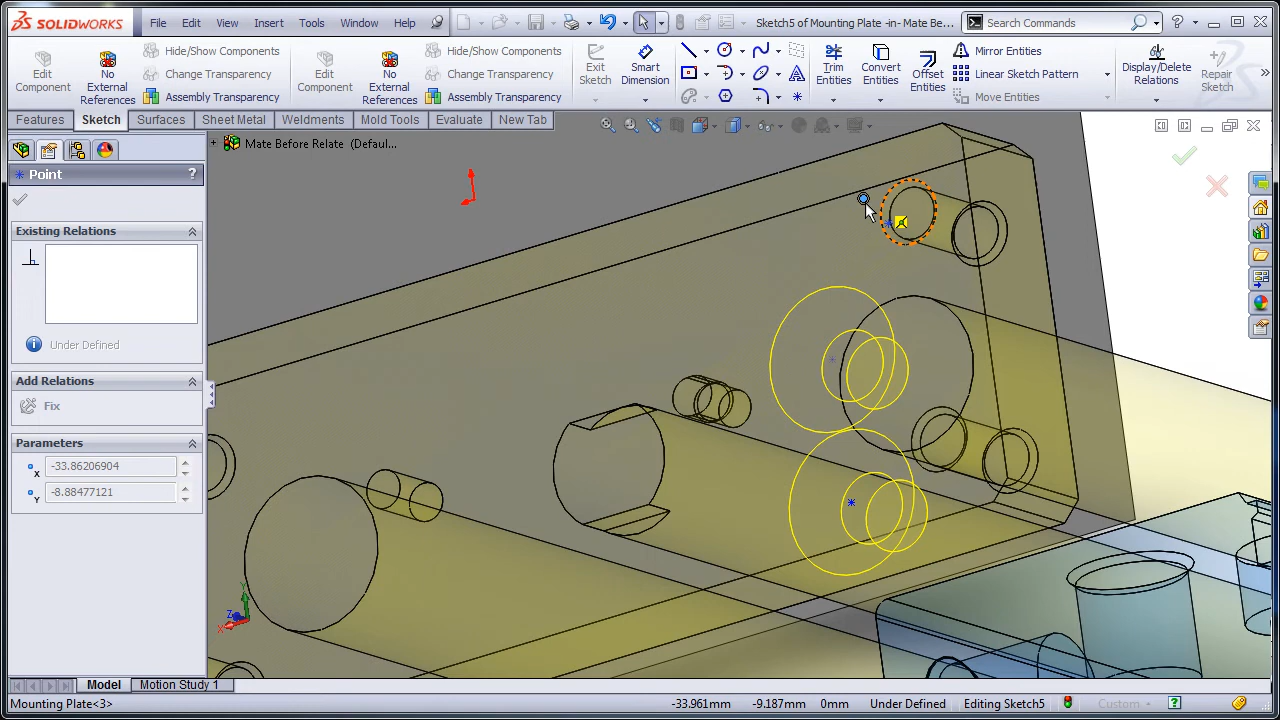 SOLIDWORKS File Edit View Insert Tools Window Help Sketch5 of Mounting Plate -in- Mate Be... Search Commands
Edit Component
No External References
Hide/Show Components
Change Transparency
Assembly Transparency
Edit Component
No External References
Hide/Show Components
Change Transparency
Assembly Transparency
Exit Sketch
Smart Dimension
Trim Entities
Convert Entities
Offset Entities
Mirror Entities
Linear Sketch Pattern
Move Entities
Display/Delete Relations
Repair Sketch
Features Sketch Surfaces Sheet Metal Weldments Mold Tools Evaluate New Tab
Mate Before Relate (Defaul...
Point ?
Existing Relations
Under Defined
Add Relations
Fix
Parameters
X -33.86206904
Y -8.88477121
Y
Z
X
Model Motion Study 1
Mounting Plate<3> -33.961mm -9.187mm 0mm Under Defined Editing Sketch5 Custom